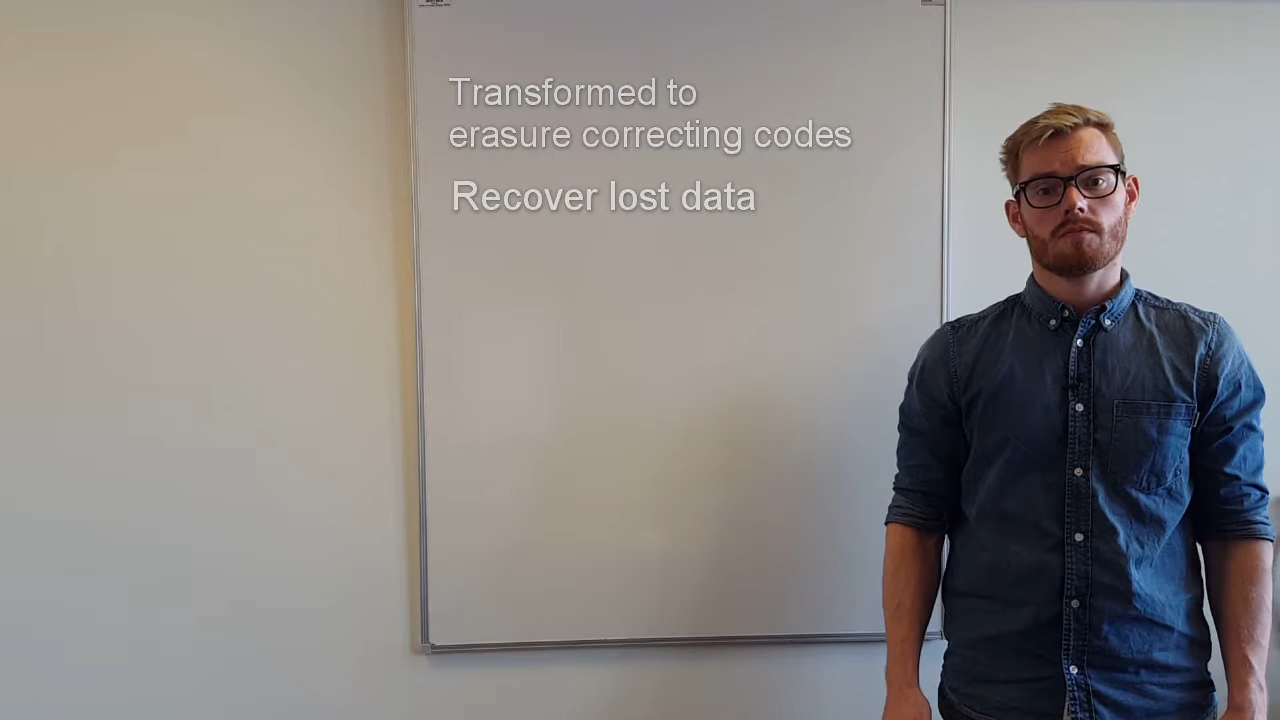 Transformed to
erasure correcting codes
Recover lost data